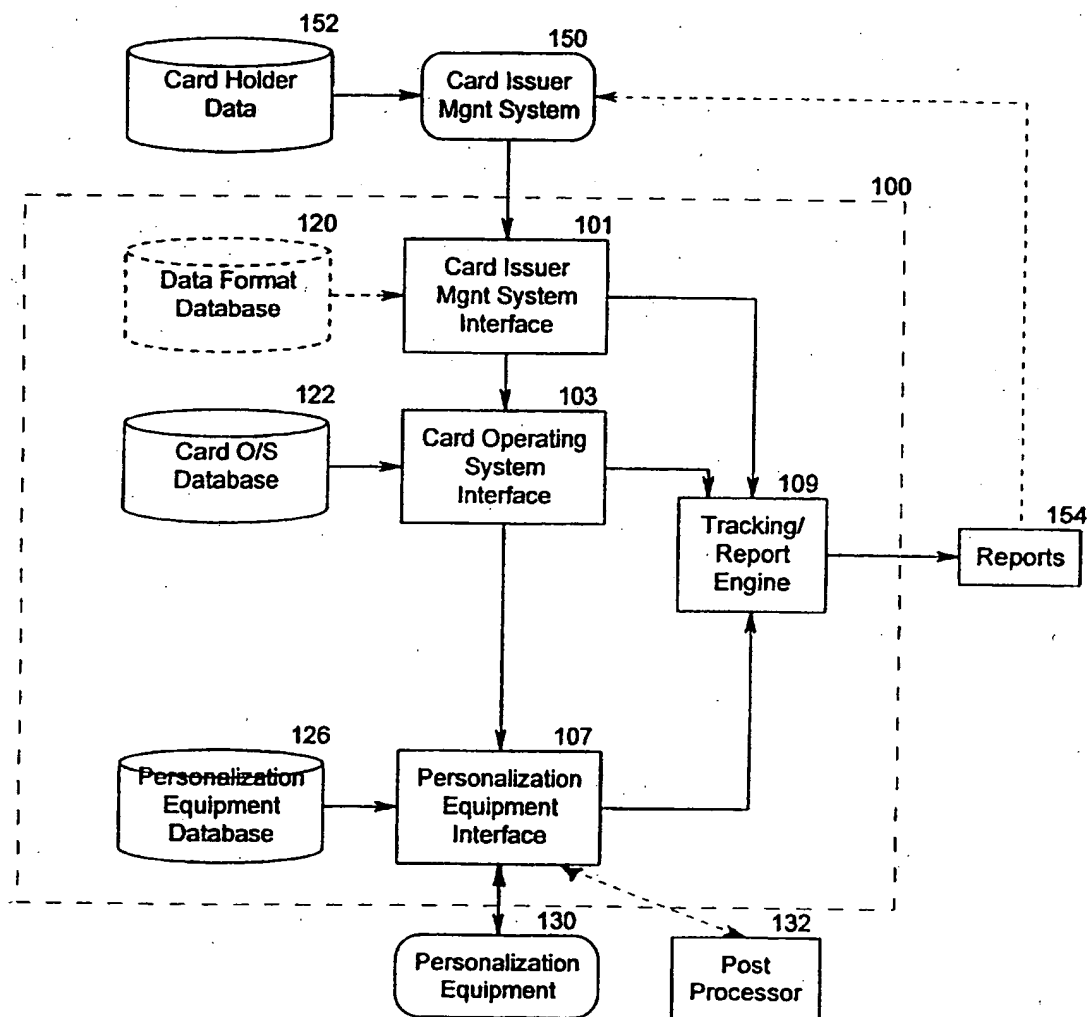 152
Card Holder
Data
150
Card Issuer
Mgnt System
100
120
Data Format
Database
101
Card Issuer
Mgnt System
Interface
122
Card O/S
Database
103
Card Operating
System
Interface
109
Tracking/
Report
Engine
154
Reports
126
Personalization
Equipment
Database
107
Personalization
Equipment
Interface
130
Personalization
Equipment
132
Post
Processor